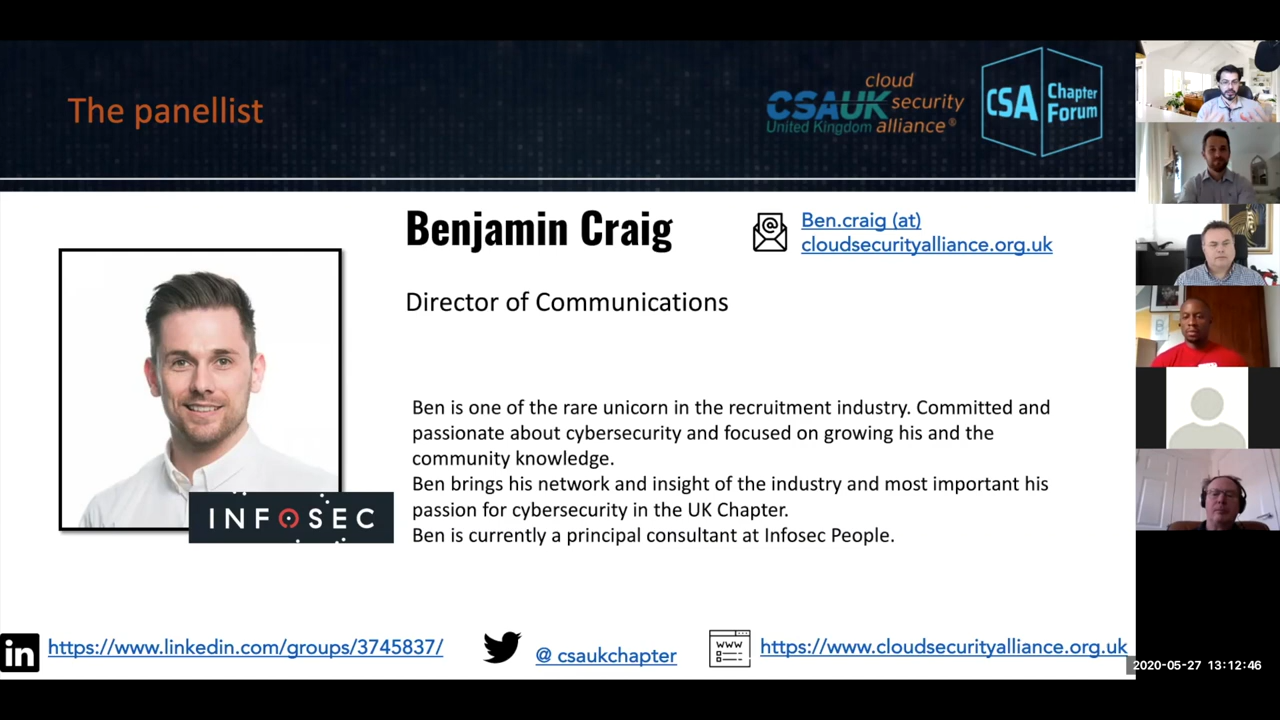 The panellist
CSAUK
United Kingdom
cloud
security
alliance®
CSA
Chapter
Forum
Benjamin Craig
Ben.craig (at)
cloudsecurityalliance.org.uk
Director of Communications
Ben is one of the rare unicorn in the recruitment industry. Committed and
passionate about cybersecurity and focused on growing his and the
community knowledge.
Ben brings his network and insight of the industry and most important his
passion for cybersecurity in the UK Chapter.
Ben is currently a principal consultant at Infosec People.
INFOSEC
in
https://www.linkedin.com/groups/3745837/
@ csaukchapter
WWW
https://www.cloudsecurityalliance.org.uk
2020-05-27 13:12:46